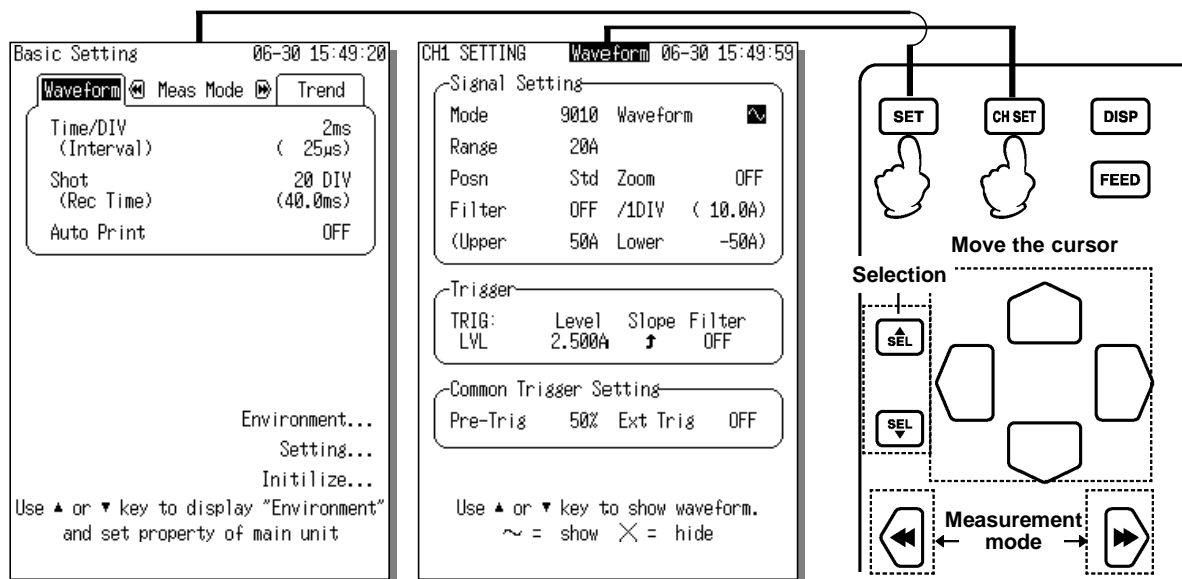 Basic Setting 06-30 15:49:20
Waveform Meas Mode Trend
Time/DIV 2ms
(Interval) ( 25µs)
Shot 20 DIV
(Rec Time) (40.0ms)
Auto Print OFF
Environment...
Setting...
Initilize...
Use ▲ or ▼ key to display "Environment"
and set property of main unit
CH1 SETTING Waveform 06-30 15:49:59
Signal Setting
Mode 9010 Waveform
Range 20A
Posn Std Zoom OFF
Filter OFF /1DIV ( 10.0A)
(Upper 50A Lower -50A)
Trigger
TRIG: Level Slope Filter
LVL 2.500A OFF
Common Trigger Setting
Pre-Trig 50% Ext Trig OFF
Use ▲ or ▼ key to show waveform.
~ = show ✕ = hide
SET CH SET DISP
FEED
Move the cursor
Selection
SEL
SEL
Measurement
mode